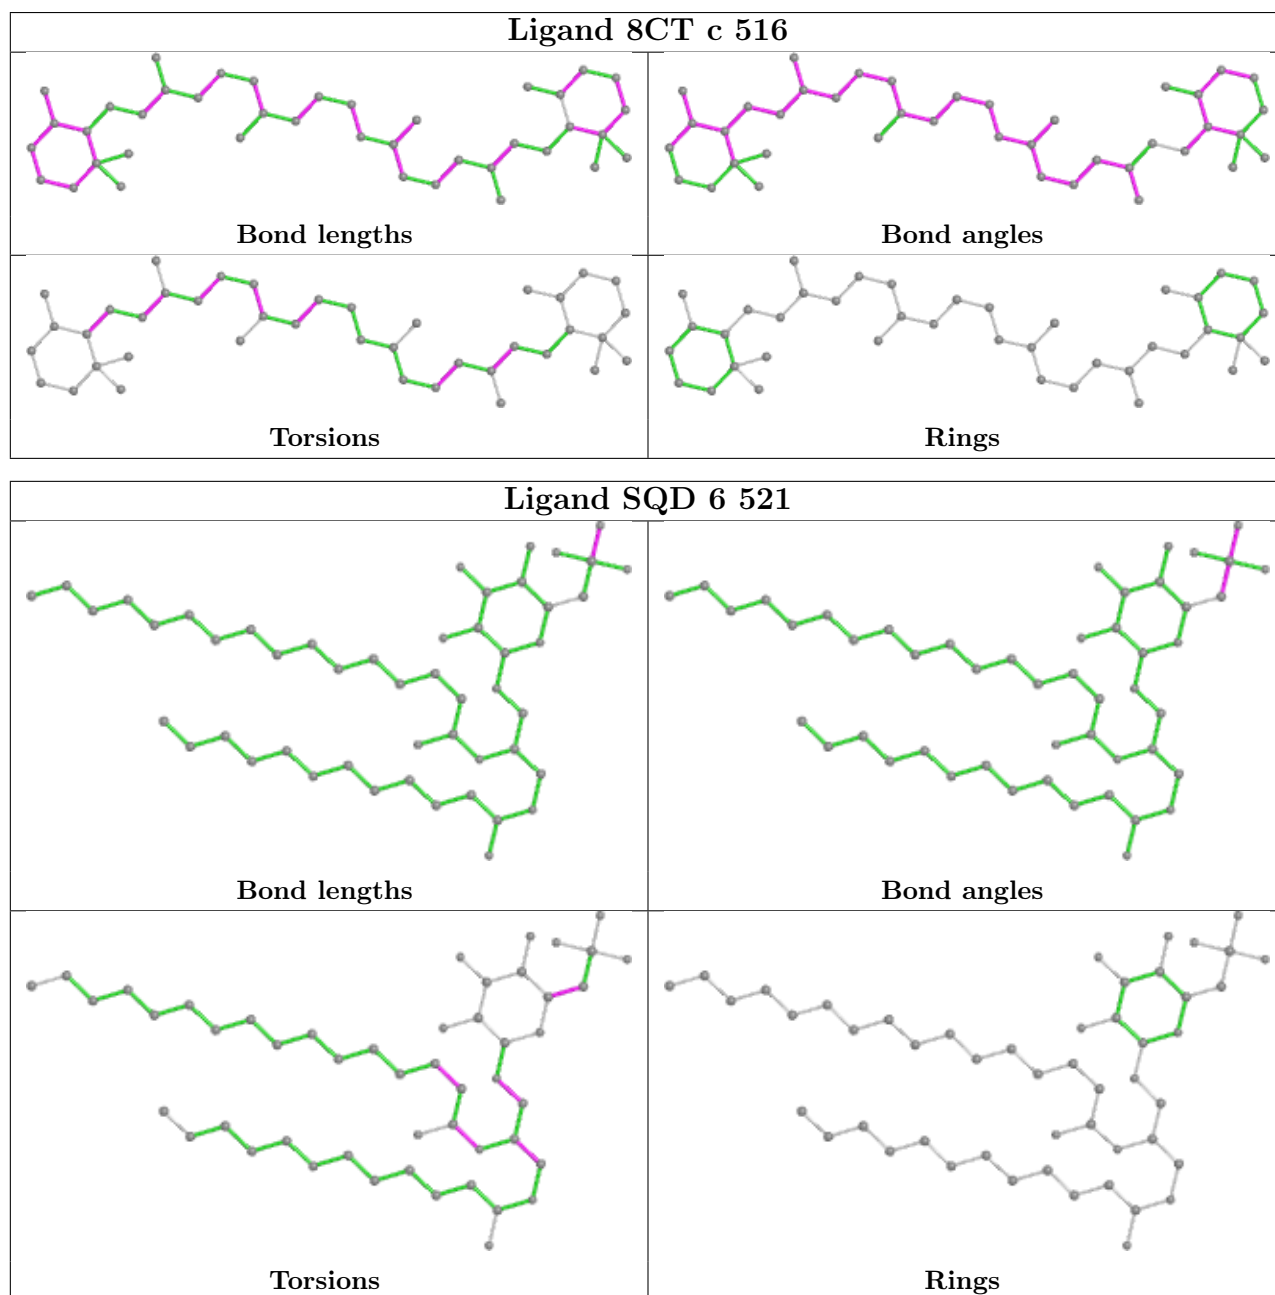 Ligand 8CT c 516
Bond lengths
Bond angles
Torsions
Rings
Ligand SQD 6 521
Bond lengths
Bond angles
Torsions
Rings